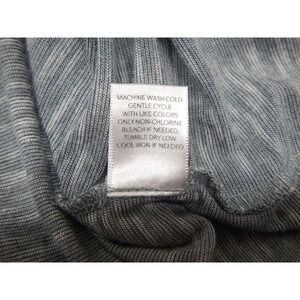 MACHINE WASH COLD
GENTLE CYCLE
WITH LIKE COLORS
ONLY NON-CHLORINE
BLEACH IF NEEDED
TUMBLE DRY LOW
COOL IRON IF NEEDED